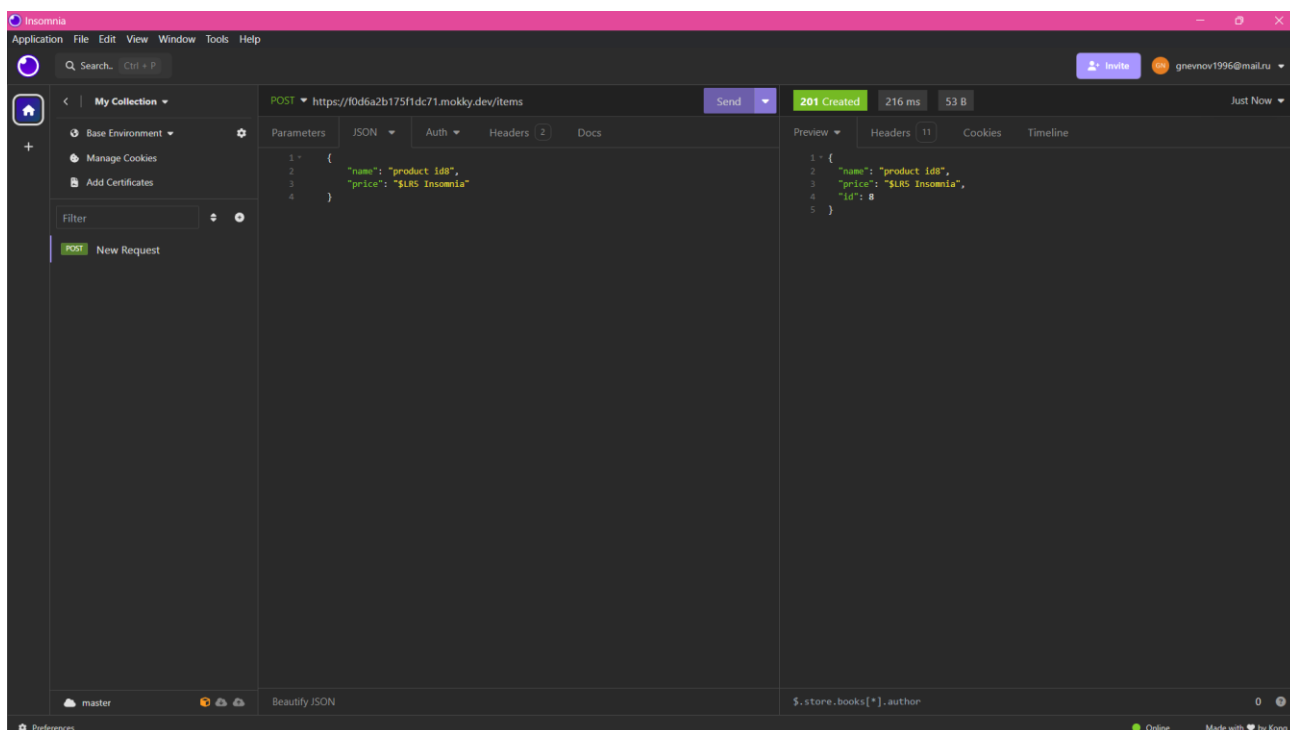 Insomnia
Application File Edit View Window Tools Help
Search.. Ctrl + P
Invite
GN gnevnov1996@mail.ru
My Collection
POST https://f0d6a2b175f1dc71.mokky.dev/items
Send
201 Created 216 ms 53 B
Just Now
Base Environment
Parameters JSON Auth Headers 2 Docs
Preview Headers 11 Cookies Timeline
Manage Cookies
Add Certificates
Filter
POST New Request
1 {
2 "name": "product id8",
3 "price": "$LR5 Insomnia"
4 }
1 {
2 "name": "product id8",
3 "price": "$LR5 Insomnia",
4 "id": 8
5 }
master
Beautify JSON
$.store.books[*].author
0
Preferences
Online
Made with ♥ by Kong